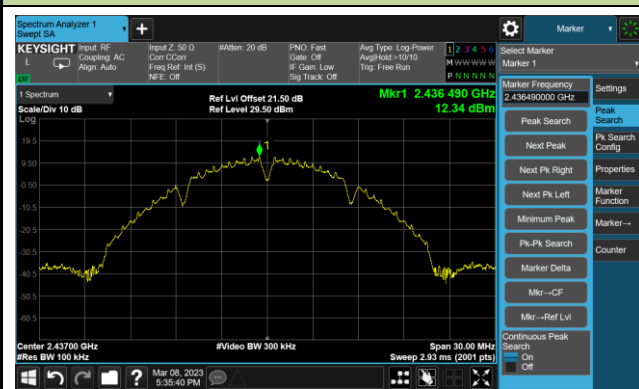 Spectrum Analyzer 1
Swept SA
Marker
KEYSIGHT
L
LXI
Input: RF
Coupling: AC
Align: Auto
Input Z: 50 Ω
Corr CCorr
Freq Ref: Int (S)
NFE: Off
#Atten: 20 dB
PNO: Fast
Gate: Off
IF Gain: Low
Sig Track: Off
Avg Type: Log-Power
Avg|Hold:>10/10
Trig: Free Run
1 2 3 4 5 6
M W W W W W
P N N N N N
Select Marker
Marker 1
1 Spectrum
Scale/Div 10 dB
Log
Ref Lvl Offset 21.50 dB
Ref Level 29.50 dBm
Mkr1 2.436 490 GHz
12.34 dBm
1
19.5
9.50
-0.50
-10.5
-20.5
-30.5
-40.5
-50.5
-60.5
Center 2.43700 GHz
#Res BW 100 kHz
#Video BW 300 kHz
Span 30.00 MHz
Sweep 2.93 ms (2001 pts)
Marker Frequency
2.436490000 GHz
Peak Search
Next Peak
Next Pk Right
Next Pk Left
Minimum Peak
Pk-Pk Search
Marker Delta
Mkr→CF
Mkr→Ref Lvl
Continuous Peak
Search
On
Off
Settings
Peak
Search
Pk Search
Config
Properties
Marker
Function
Marker→
Counter
?
Mar 08, 2023
5:35:40 PM